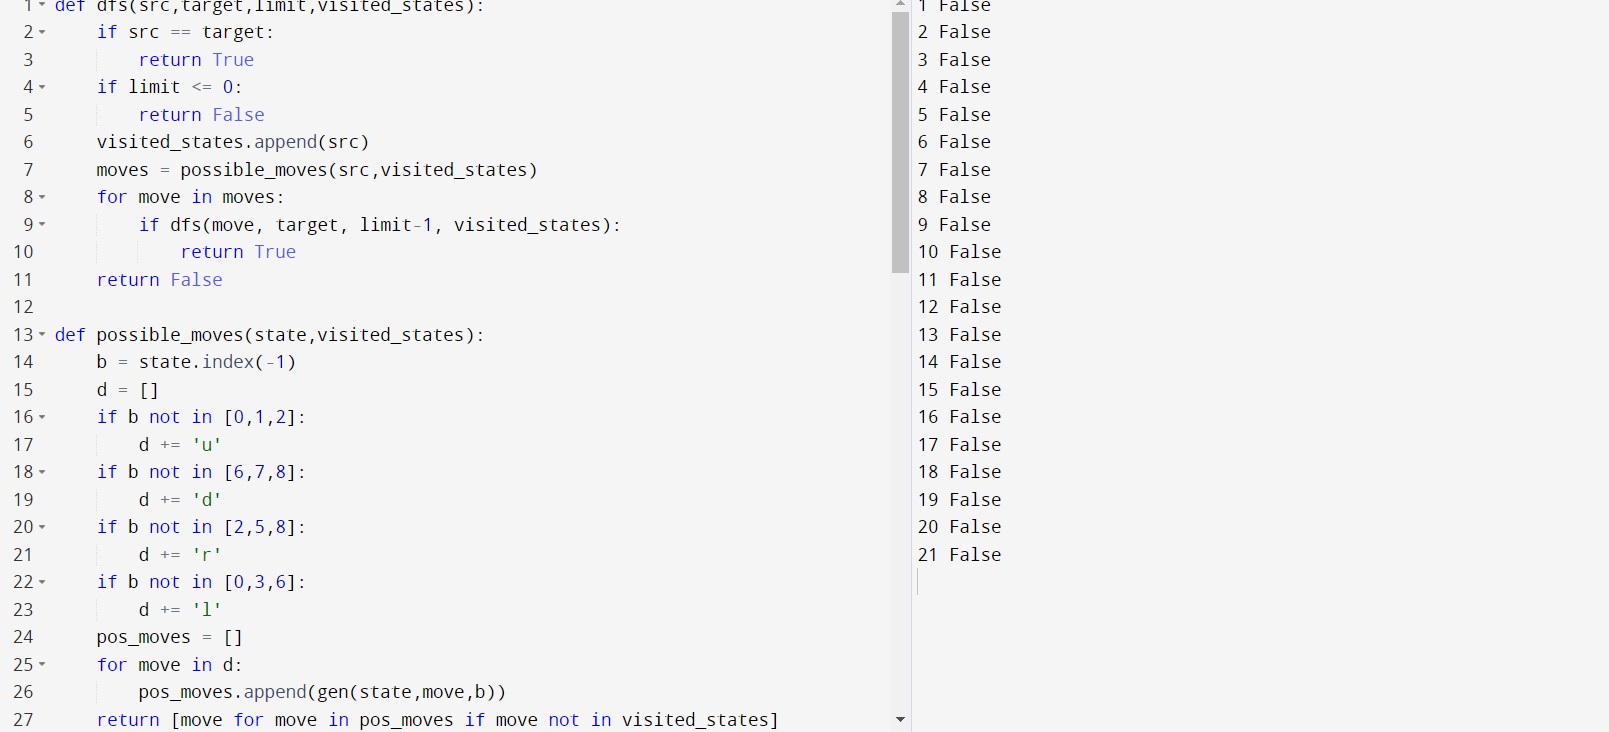 1 def dfs(src,target,limit,visited_states):
2     if src == target:
3         return True
4     if limit <= 0:
5         return False
6     visited_states.append(src)
7     moves = possible_moves(src,visited_states)
8     for move in moves:
9         if dfs(move, target, limit-1, visited_states):
10             return True
11     return False
12
13 def possible_moves(state,visited_states):
14     b = state.index(-1)
15     d = []
16     if b not in [0,1,2]:
17         d += 'u'
18     if b not in [6,7,8]:
19         d += 'd'
20     if b not in [2,5,8]:
21         d += 'r'
22     if b not in [0,3,6]:
23         d += 'l'
24     pos_moves = []
25     for move in d:
26         pos_moves.append(gen(state,move,b))
27     return [move for move in pos_moves if move not in visited_states]
1 False
2 False
3 False
4 False
5 False
6 False
7 False
8 False
9 False
10 False
11 False
12 False
13 False
14 False
15 False
16 False
17 False
18 False
19 False
20 False
21 False